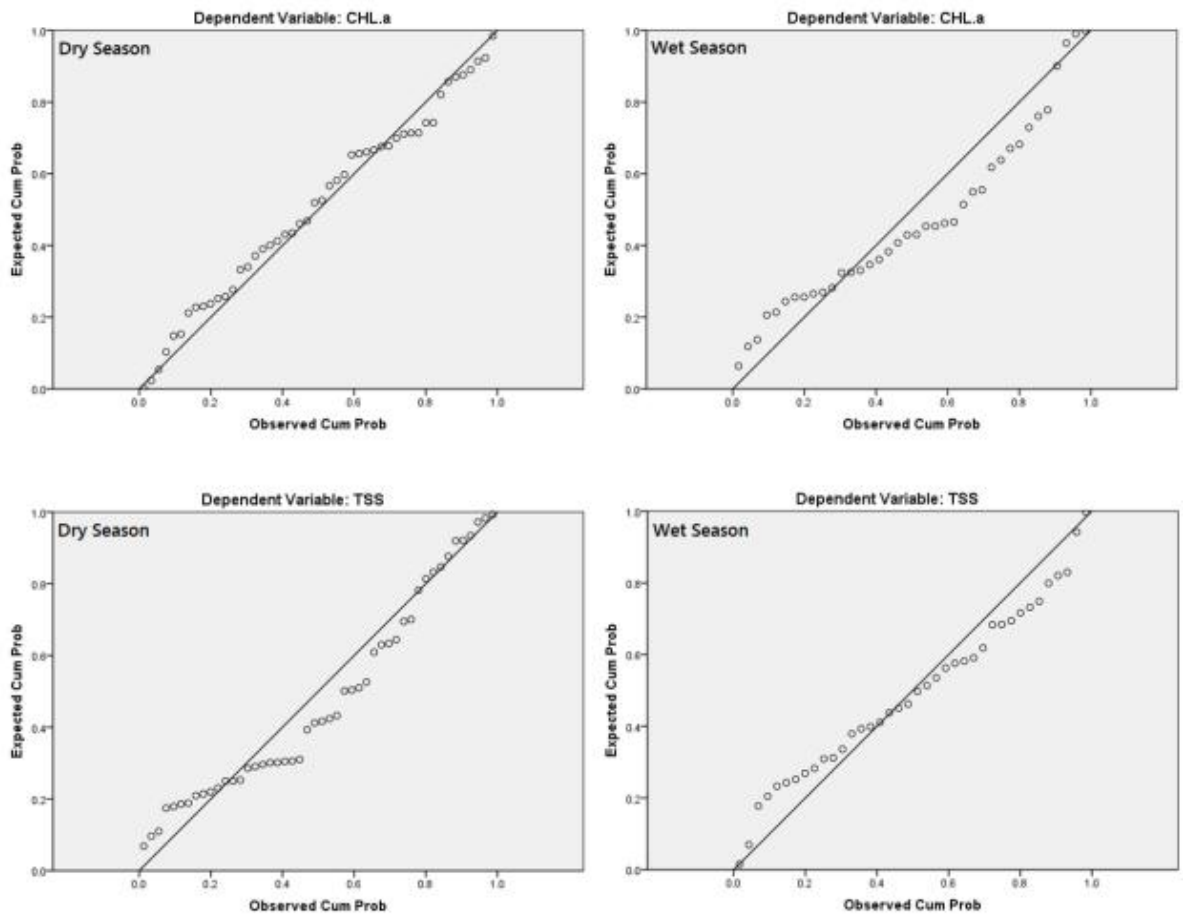 Dependent Variable: CHL.a
Dry Season
Expected Cum Prob
1.0
0.8
0.6
0.4
0.2
0.0
0.0 0.2 0.4 0.6 0.8 1.0
Observed Cum Prob
Dependent Variable: CHL.a
Wet Season
Expected Cum Prob
1.0
0.8
0.6
0.4
0.2
0.0
0.0 0.2 0.4 0.6 0.8 1.0
Observed Cum Prob
Dependent Variable: TSS
Dry Season
Expected Cum Prob
1.0
0.8
0.6
0.4
0.2
0.0
0.0 0.2 0.4 0.6 0.8 1.0
Observed Cum Prob
Dependent Variable: TSS
Wet Season
Expected Cum Prob
1.0
0.8
0.6
0.4
0.2
0.0
0.0 0.2 0.4 0.6 0.8 1.0
Observed Cum Prob